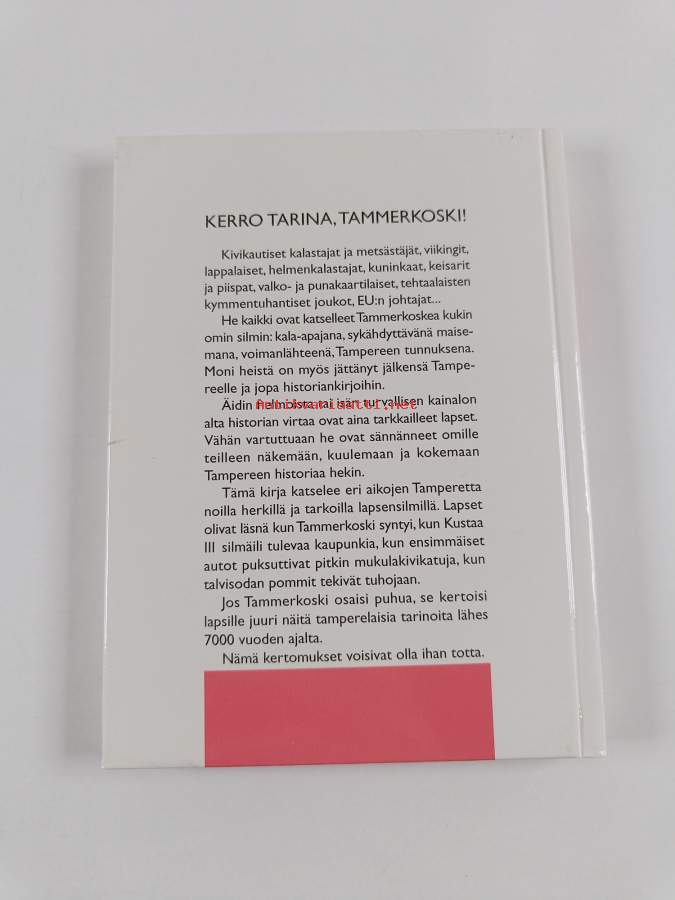 KERRO TARINA, TAMMERKOSKI!
Kivikautiset kalastajat ja metsästäjät, viikingit,
lappalaiset, helmenkalastajat, kuninkaat, keisarit
ja piispat, valko- ja punakaartilaiset, tehtaalaisten
kymmentuhantiset joukot, EU:n johtajat...
He kaikki ovat katselleet Tammerkoskea kukin
omin silmin: kala-apajana, sykähdyttävänä maise-
mana, voimanlähteenä, Tampereen tunnuksena.
Moni heistä on myös jättänyt jälkensä Tampe-
reelle ja jopa historiankirjoihin.
Äidin helmoista tai isän turvallisen kainalon
Antikvariaatti.net
alta historian virtaa ovat aina tarkkailleet lapset.
Vähän vartuttuaan he ovat sännänneet omille
teilleen näkemään, kuulemaan ja kokemaan
Tampereen historiaa hekin.
Tämä kirja katselee eri aikojen Tamperetta
noilla herkillä ja tarkoilla lapsensilmillä. Lapset
olivat läsnä kun Tammerkoski syntyi, kun Kustaa
III silmäili tulevaa kaupunkia, kun ensimmäiset
autot puksuttivat pitkin mukulakivikatuja, kun
talvisodan pommit tekivät tuhojaan.
Jos Tammerkoski osaisi puhua, se kertoisi
lapsille juuri näitä tamperelaisia tarinoita lähes
7000 vuoden ajalta.
Nämä kertomukset voisivat olla ihan totta.